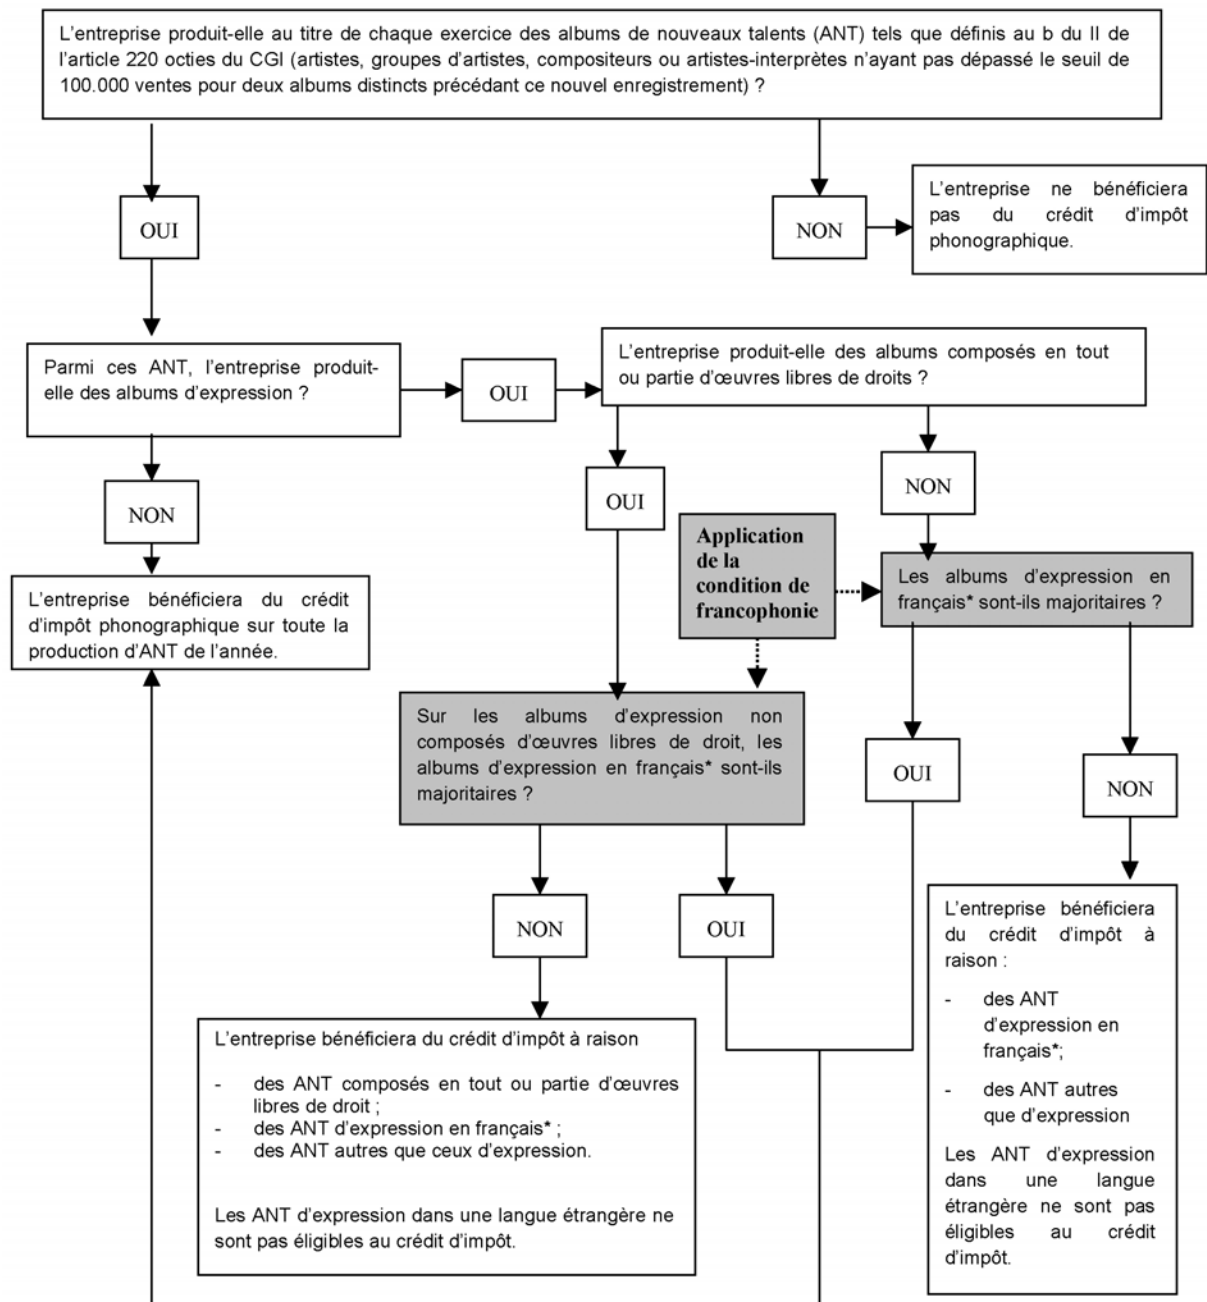 L'entreprise produit-elle au titre de chaque exercice des albums de nouveaux talents (ANT) tels que définis au b du II de
l'article 220 octies du CGI (artistes, groupes d'artistes, compositeurs ou artistes-interprètes n'ayant pas dépassé le seuil de
100.000 ventes pour deux albums distincts précédant ce nouvel enregistrement) ?
OUI
NON
L'entreprise ne bénéficiera
pas du crédit d'impôt
phonographique.
Parmi ces ANT, l'entreprise produit-
elle des albums d'expression ?
OUI
L'entreprise produit-elle des albums composés en tout
ou partie d'œuvres libres de droits ?
NON
OUI
NON
L'entreprise bénéficiera du crédit
d'impôt phonographique sur toute la
production d'ANT de l'année.
Application
de la
condition de
francophonie
Les albums d'expression en
français* sont-ils majoritaires ?
Sur les albums d'expression non
composés d'œuvres libres de droit, les
albums d'expression en français* sont-ils
majoritaires ?
OUI
NON
NON
OUI
L'entreprise bénéficiera du crédit d'impôt à raison
- des ANT composés en tout ou partie d'œuvres
libres de droit ;
- des ANT d'expression en français* ;
- des ANT autres que ceux d'expression.
Les ANT d'expression dans une langue étrangère ne
sont pas éligibles au crédit d'impôt.
L'entreprise bénéficiera
du crédit d'impôt à
raison :
- des ANT
d'expression en
français*;
- des ANT autres
que d'expression
Les ANT d'expression
dans une langue
étrangère ne sont pas
éligibles au crédit
d'impôt.